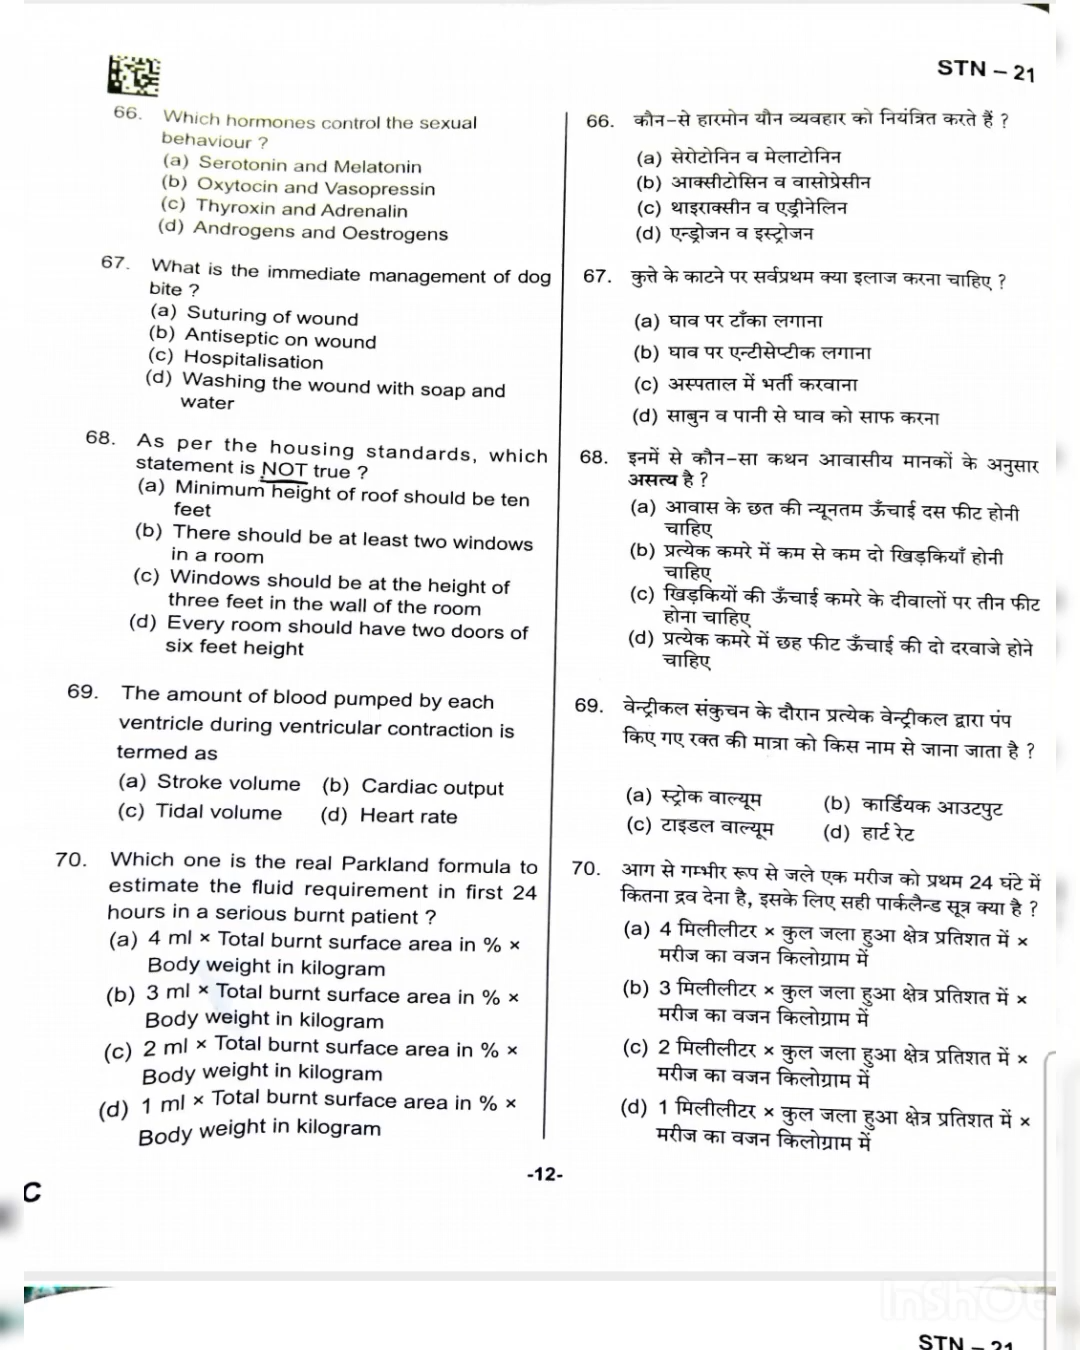 STN – 21
66. Which hormones control the sexual
behaviour ?
(a) Serotonin and Melatonin
(b) Oxytocin and Vasopressin
(c) Thyroxin and Adrenalin
(d) Androgens and Oestrogens
67. What is the immediate management of dog
bite ?
(a) Suturing of wound
(b) Antiseptic on wound
(c) Hospitalisation
(d) Washing the wound with soap and
water
68. As per the housing standards, which
statement is NOT true ?
(a) Minimum height of roof should be ten
feet
(b) There should be at least two windows
in a room
(c) Windows should be at the height of
three feet in the wall of the room
(d) Every room should have two doors of
six feet height
69. The amount of blood pumped by each
ventricle during ventricular contraction is
termed as
(a) Stroke volume (b) Cardiac output
(c) Tidal volume (d) Heart rate
70. Which one is the real Parkland formula to
estimate the fluid requirement in first 24
hours in a serious burnt patient ?
(a) 4 ml × Total burnt surface area in % ×
Body weight in kilogram
(b) 3 ml × Total burnt surface area in % ×
Body weight in kilogram
(c) 2 ml × Total burnt surface area in % ×
Body weight in kilogram
(d) 1 ml × Total burnt surface area in % ×
Body weight in kilogram
66. कौन-से हारमोन यौन व्यवहार को नियंत्रित करते हैं ?
(a) सेरोटोनिन व मेलाटोनिन
(b) आक्सीटोसिन व वासोप्रेसीन
(c) थाइराक्सीन व एड्रीनेलिन
(d) एन्ड्रोजन व इस्ट्रोजन
67. कुत्ते के काटने पर सर्वप्रथम क्या इलाज करना चाहिए ?
(a) घाव पर टाँका लगाना
(b) घाव पर एन्टीसेप्टीक लगाना
(c) अस्पताल में भर्ती करवाना
(d) साबुन व पानी से घाव को साफ करना
68. इनमें से कौन-सा कथन आवासीय मानकों के अनुसार
असत्य है ?
(a) आवास के छत की न्यूनतम ऊँचाई दस फीट होनी
चाहिए
(b) प्रत्येक कमरे में कम से कम दो खिड़कियाँ होनी
चाहिए
(c) खिड़कियों की ऊँचाई कमरे के दीवालों पर तीन फीट
होना चाहिए
(d) प्रत्येक कमरे में छह फीट ऊँचाई की दो दरवाजे होने
चाहिए
69. वेन्ट्रीकल संकुचन के दौरान प्रत्येक वेन्ट्रीकल द्वारा पंप
किए गए रक्त की मात्रा को किस नाम से जाना जाता है ?
(a) स्ट्रोक वाल्यूम (b) कार्डियक आउटपुट
(c) टाइडल वाल्यूम (d) हार्ट रेट
70. आग से गम्भीर रूप से जले एक मरीज को प्रथम 24 घंटे में
कितना द्रव देना है, इसके लिए सही पार्कलैन्ड सूत्र क्या है ?
(a) 4 मिलीलीटर × कुल जला हुआ क्षेत्र प्रतिशत में ×
मरीज का वजन किलोग्राम में
(b) 3 मिलीलीटर × कुल जला हुआ क्षेत्र प्रतिशत में ×
मरीज का वजन किलोग्राम में
(c) 2 मिलीलीटर × कुल जला हुआ क्षेत्र प्रतिशत में ×
मरीज का वजन किलोग्राम में
(d) 1 मिलीलीटर × कुल जला हुआ क्षेत्र प्रतिशत में ×
मरीज का वजन किलोग्राम में
-12-
C
InShOt
STN – 21